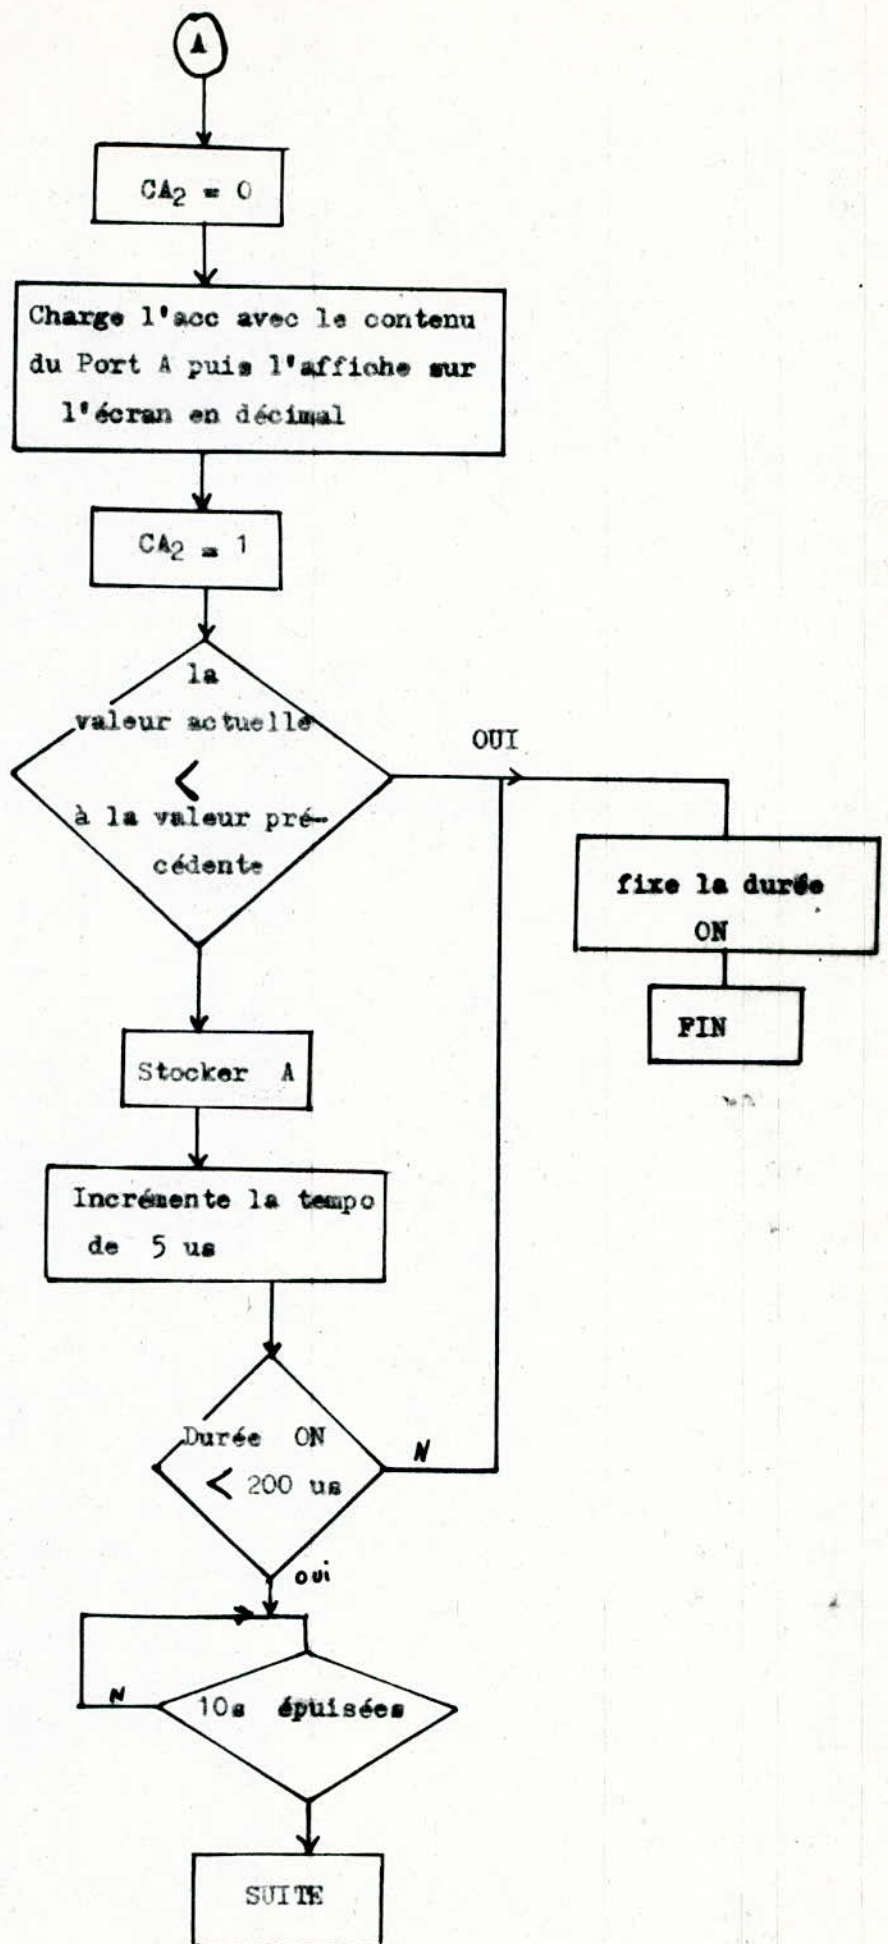 A
CA2 = 0
Charge l'acc avec le contenu
du Port A puis l'affiche sur
l'écran en décimal
CA2 = 1
la
valeur actuelle
<
à la valeur pré-
cédente
OUI
fixe la durée
ON
FIN
Stocker A
Incrémente la tempo
de 5 us
Durée ON
< 200 us
N
oui
N
10s épuisées
SUITE